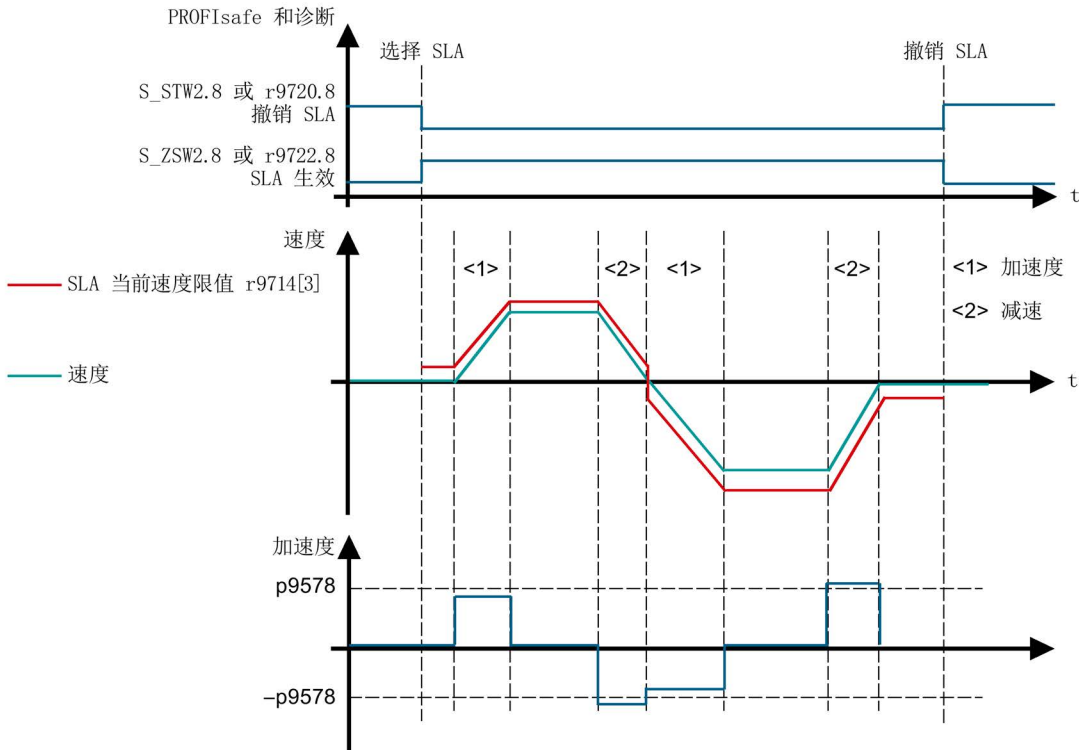 PROFIsafe 和诊断
选择 SLA
撤销 SLA
S_STW2.8 或 r9720.8
撤销 SLA
S_ZSW2.8 或 r9722.8
SLA 生效
t
速度
<1>
<2>
<1>
<2>
<1> 加速度
SLA 当前速度限值 r9714[3]
<2> 减速
速度
t
加速度
p9578
–p9578